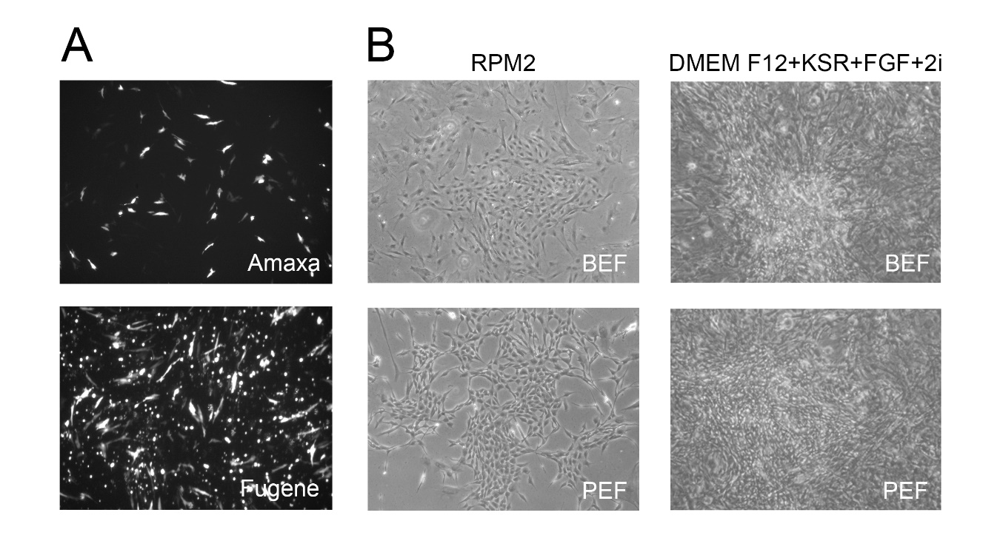 A
B
RPM2
DMEM F12+KSR+FGF+2i
Amaxa
BEF
BEF
Fugene
PEF
PEF